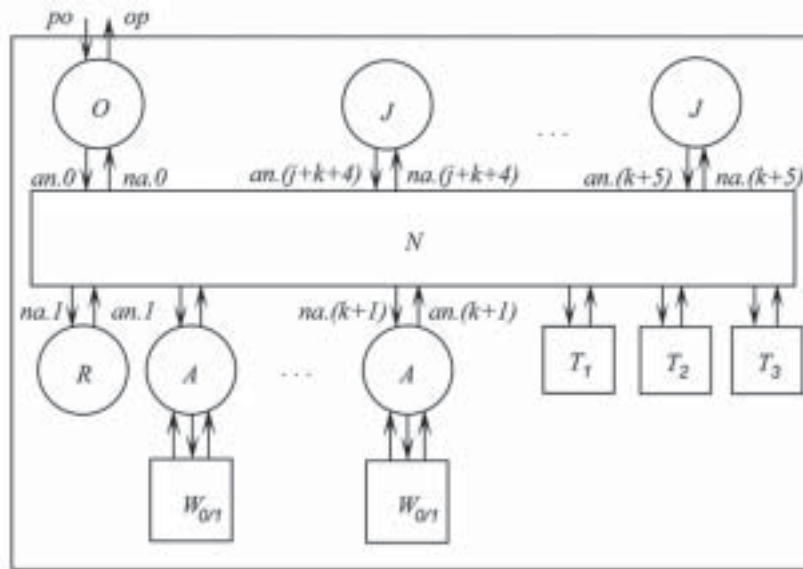 po op
O J J
. . .
an.0 na.0 an.(j+k+4) na.(j+k+4) an.(k+5) na.(k+5)
N
na.1 an.1 na.(k+1) an.(k+1)
R A . . . A T1 T2 T3
W0/1 W0/1